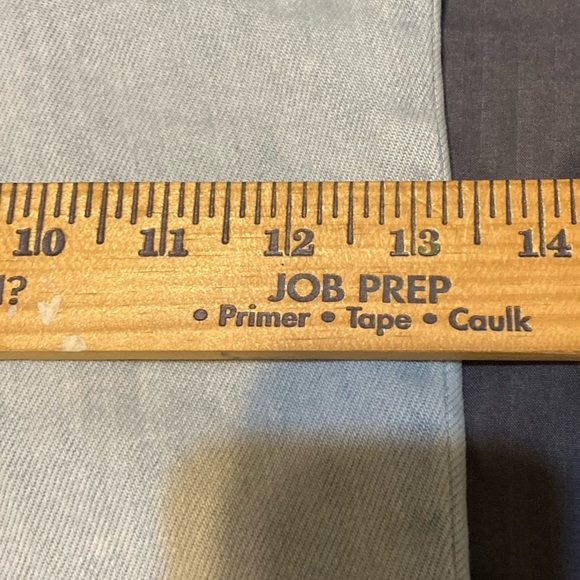 10 11 12 13 14
? JOB PREP
• Primer • Tape • Caulk